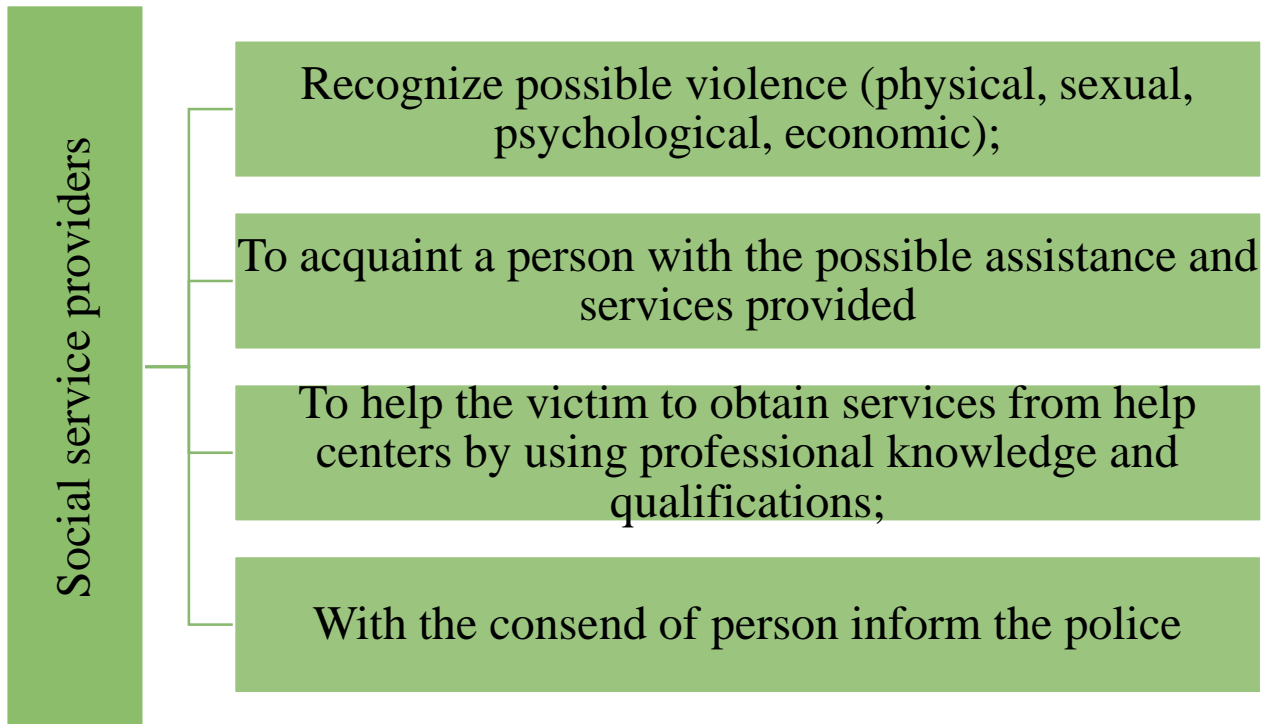 Social service providers
Recognize possible violence (physical, sexual,
psychological, economic);
To acquaint a person with the possible assistance and
services provided
To help the victim to obtain services from help
centers by using professional knowledge and
qualifications;
With the consend of person inform the police